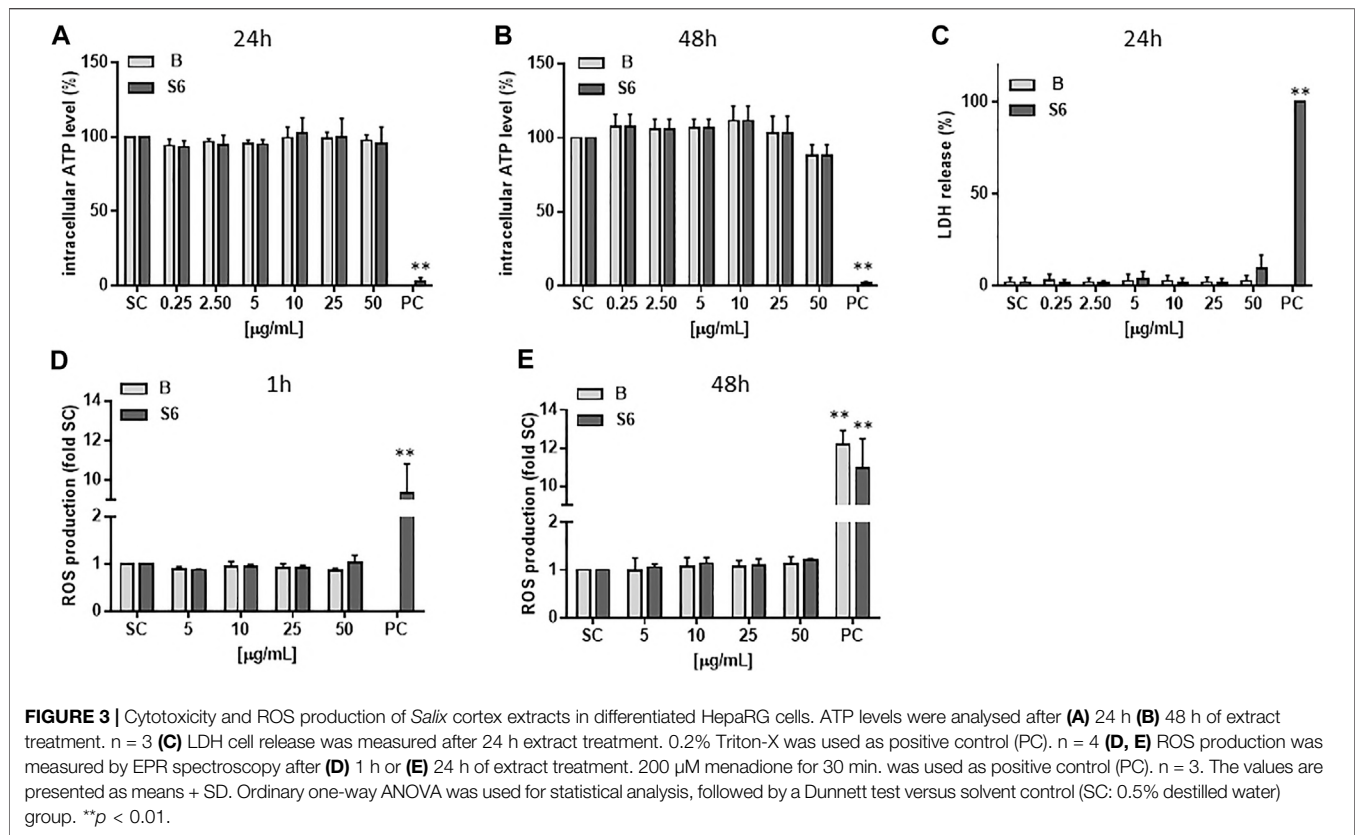 A
24h
150
100
50
0
intracellular ATP level (%)
B
S6
**
SC 0.25 2.50 5 10 25 50 PC
[µg/mL]
B
48h
150
100
50
0
intracellular ATP level (%)
B
S6
**
SC 0.25 2.50 5 10 25 50 PC
[µg/mL]
C
24h
100
50
0
LDH release (%)
B
S6
**
SC 0.25 2.50 5 10 25 50 PC
[µg/mL]
D
1h
14
12
10
2
1
0
ROS production (fold SC)
B
S6
**
SC 5 10 25 50 PC
[µg/mL]
E
48h
14
12
10
2
1
0
ROS production (fold SC)
B
S6
** **
SC 5 10 25 50 PC
[µg/mL]
FIGURE 3 | Cytotoxicity and ROS production of Salix cortex extracts in differentiated HepaRG cells. ATP levels were analysed after (A) 24 h (B) 48 h of extract
treatment. n = 3 (C) LDH cell release was measured after 24 h extract treatment. 0.2% Triton-X was used as positive control (PC). n = 4 (D, E) ROS production was
measured by EPR spectroscopy after (D) 1 h or (E) 24 h of extract treatment. 200 µM menadione for 30 min. was used as positive control (PC). n = 3. The values are
presented as means + SD. Ordinary one-way ANOVA was used for statistical analysis, followed by a Dunnett test versus solvent control (SC: 0.5% destilled water)
group. **p < 0.01.